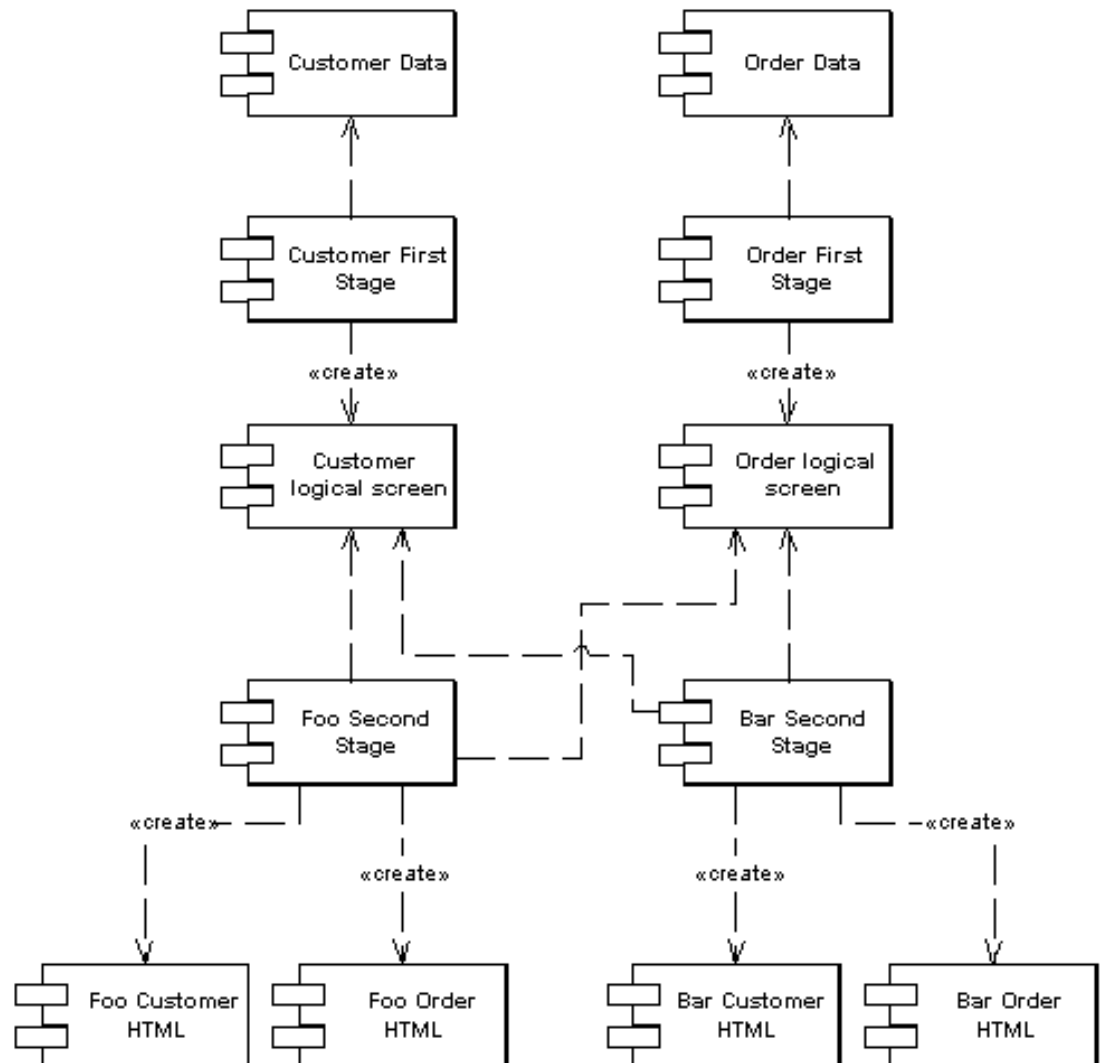 Customer Data
Order Data
Customer First
Stage
Order First
Stage
«create»
«create»
Customer
logical screen
Order logical
screen
Foo Second
Stage
Bar Second
Stage
«create»
«create»
«create»
«create»
Foo Customer
HTML
Foo Order
HTML
Bar Customer
HTML
Bar Order
HTML